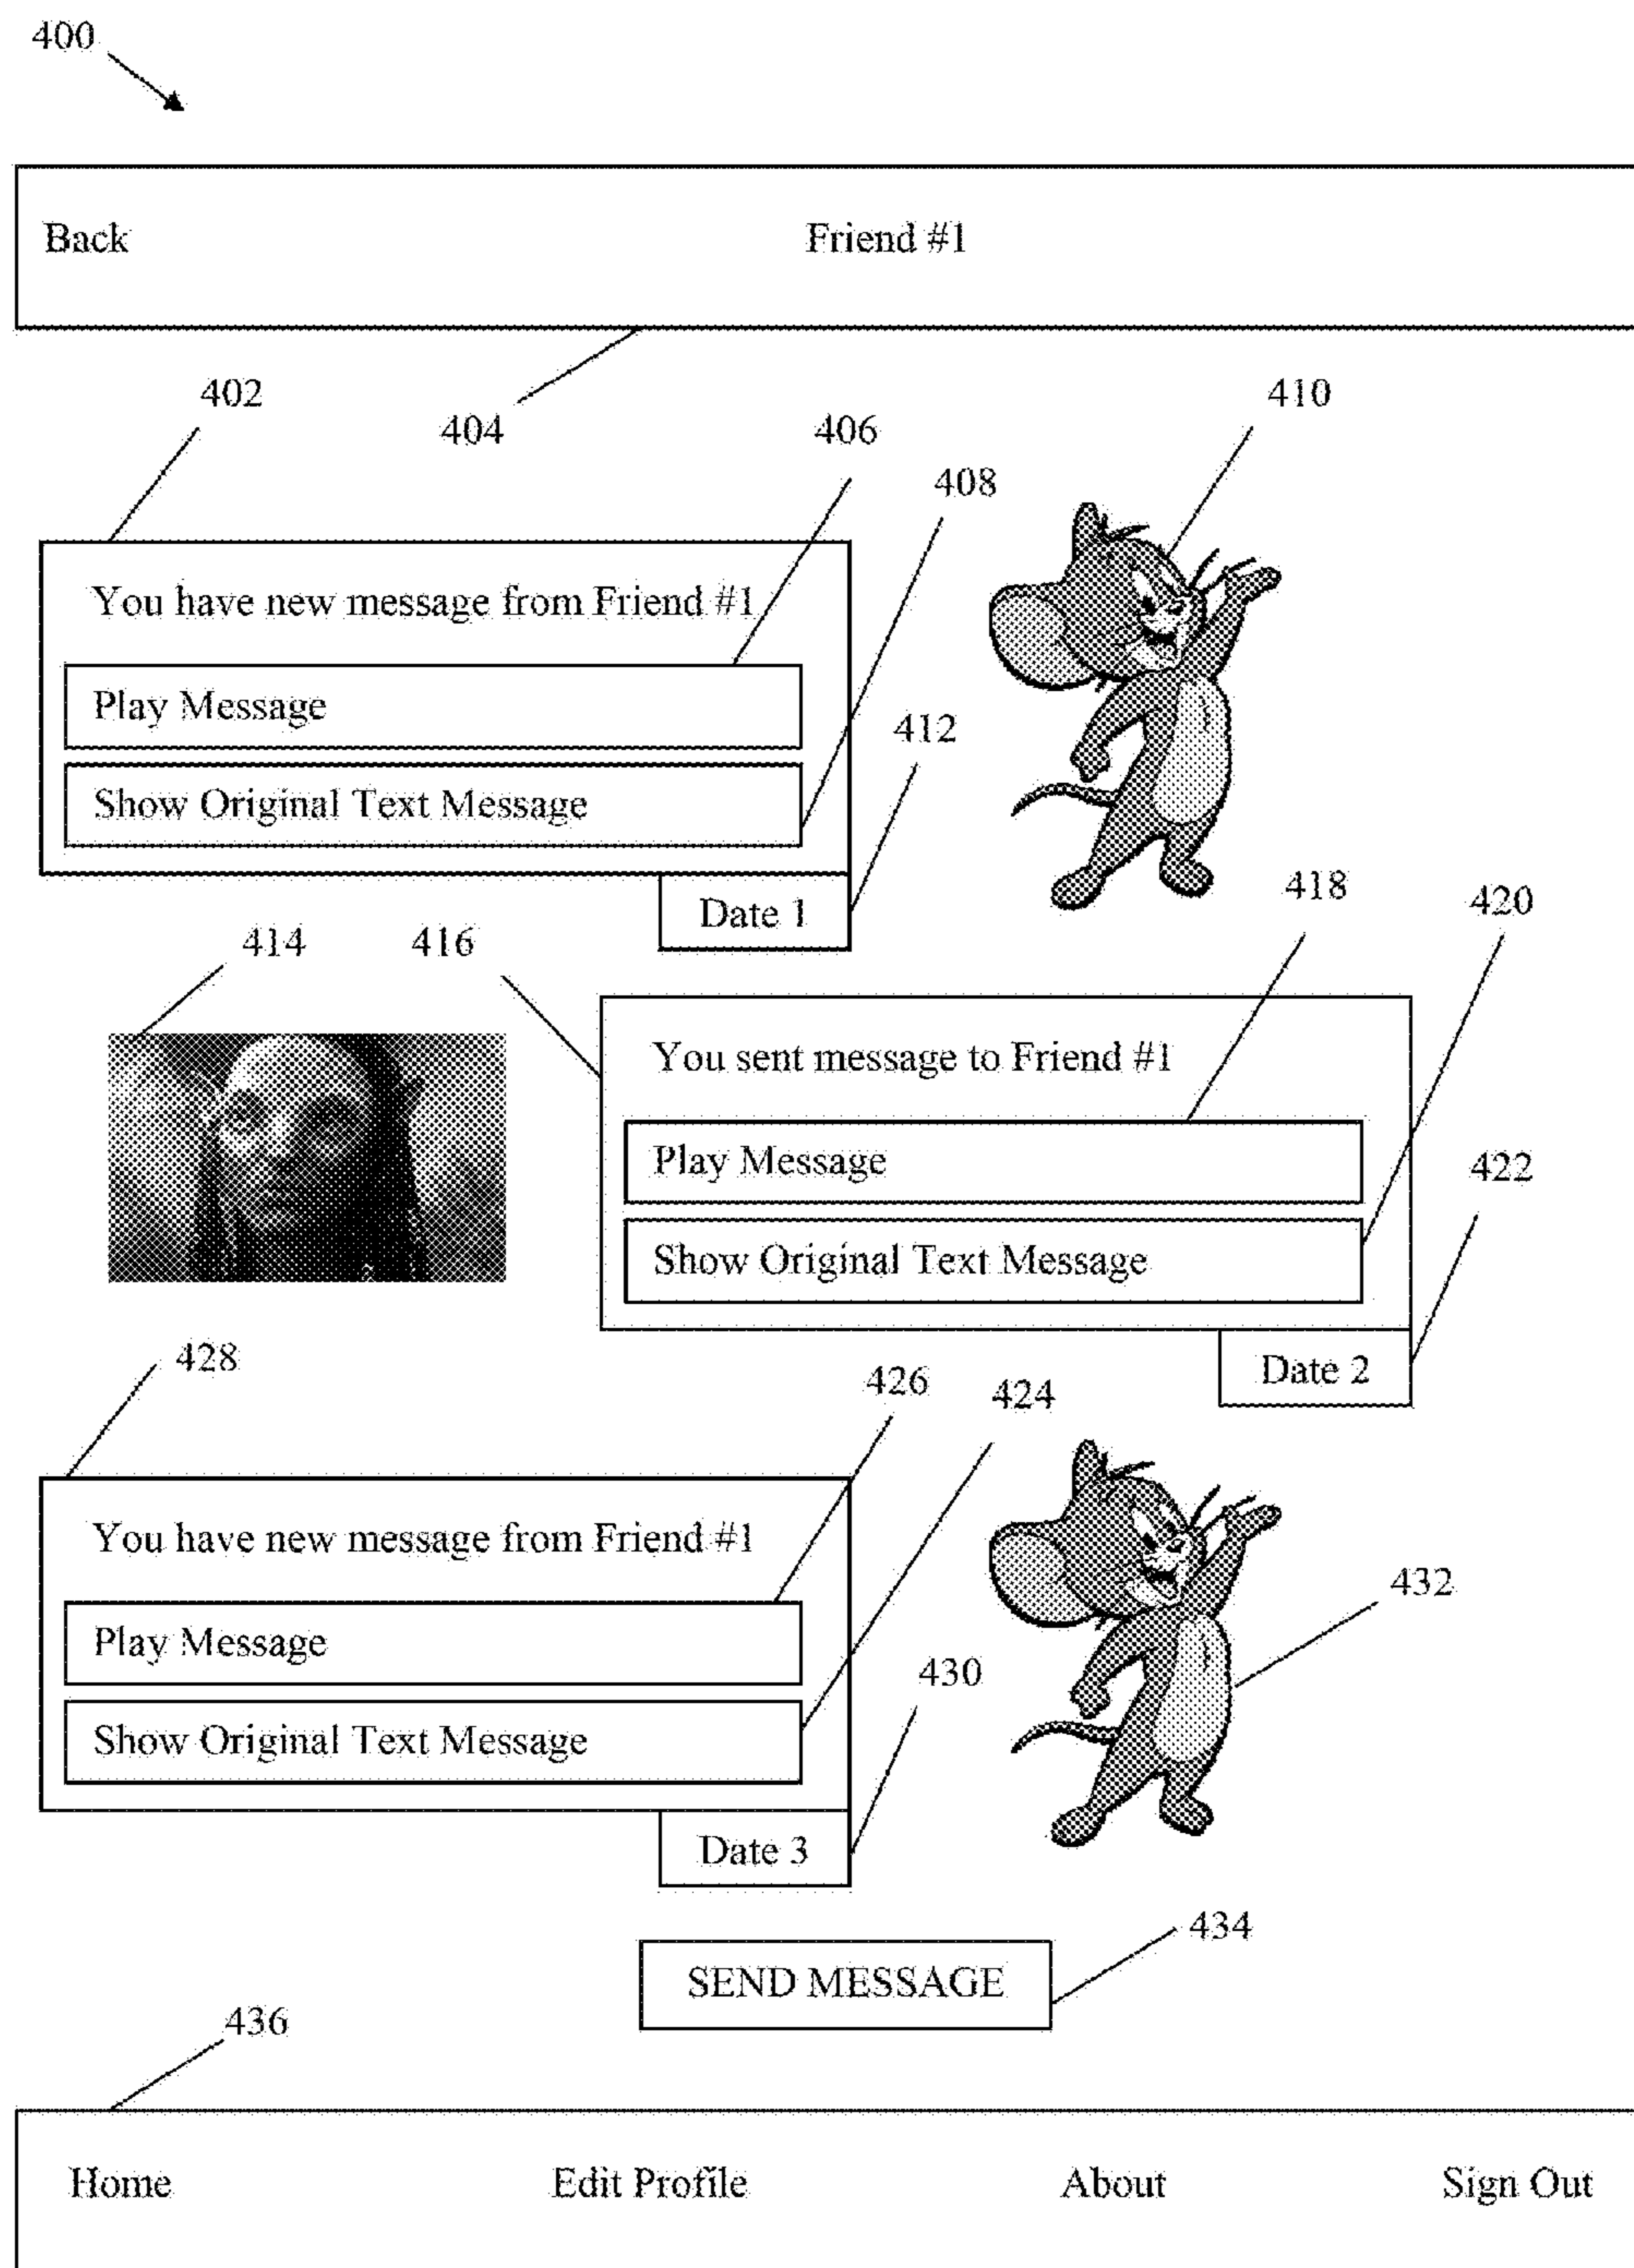 400
Back
Friend #1
402
404
406
408
410
You have new message from Friend #1
Play Message
Show Original Text Message
412
Date 1
414
416
418
420
You sent message to Friend #1
Play Message
Show Original Text Message
422
Date 2
428
426
424
You have new message from Friend #1
Play Message
Show Original Text Message
432
430
Date 3
434
SEND MESSAGE
436
Home
Edit Profile
About
Sign Out